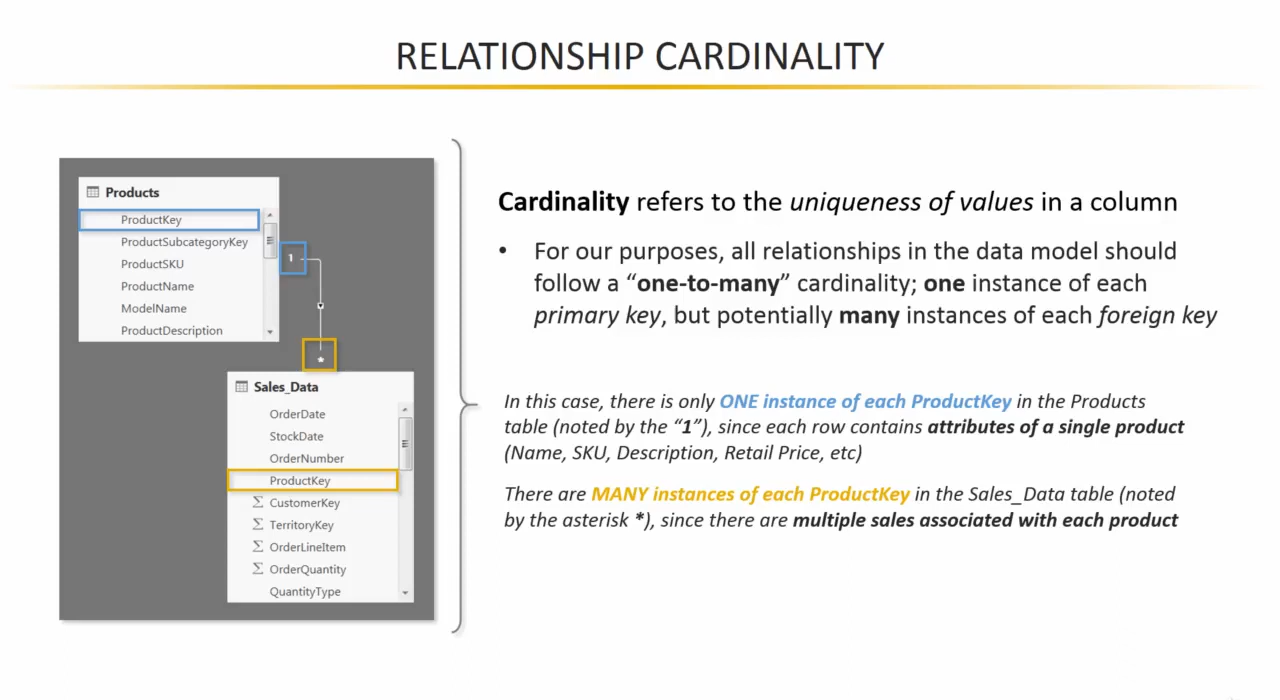 RELATIONSHIP CARDINALITY
Products
ProductKey
ProductSubcategoryKey
ProductSKU
ProductName
ModelName
ProductDescription
1
*
Sales_Data
OrderDate
StockDate
OrderNumber
ProductKey
Σ CustomerKey
Σ TerritoryKey
Σ OrderLineItem
Σ OrderQuantity
QuantityType
Cardinality refers to the uniqueness of values in a column
• For our purposes, all relationships in the data model should
follow a “one-to-many” cardinality; one instance of each
primary key, but potentially many instances of each foreign key
In this case, there is only ONE instance of each ProductKey in the Products
table (noted by the “1”), since each row contains attributes of a single product
(Name, SKU, Description, Retail Price, etc)
There are MANY instances of each ProductKey in the Sales_Data table (noted
by the asterisk *), since there are multiple sales associated with each product